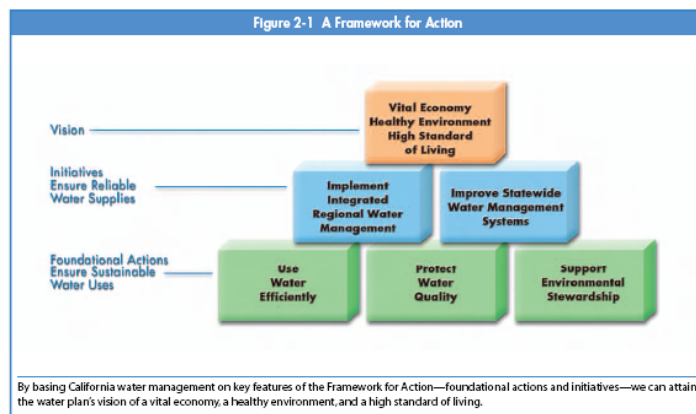 Figure 2-1 A Framework for Action
Vision
Vital Economy
Healthy Environment
High Standard
of Living
Initiatives
Ensure Reliable
Water Supplies
Implement
Integrated
Regional Water
Management
Improve Statewide
Water Management
Systems
Foundational Actions
Ensure Sustainable
Water Uses
Use
Water
Efficiently
Protect
Water
Quality
Support
Environmental
Stewardship
By basing California water management on key features of the Framework for Action—foundational actions and initiatives—we can attain
the water plan's vision of a vital economy, a healthy environment, and a high standard of living.